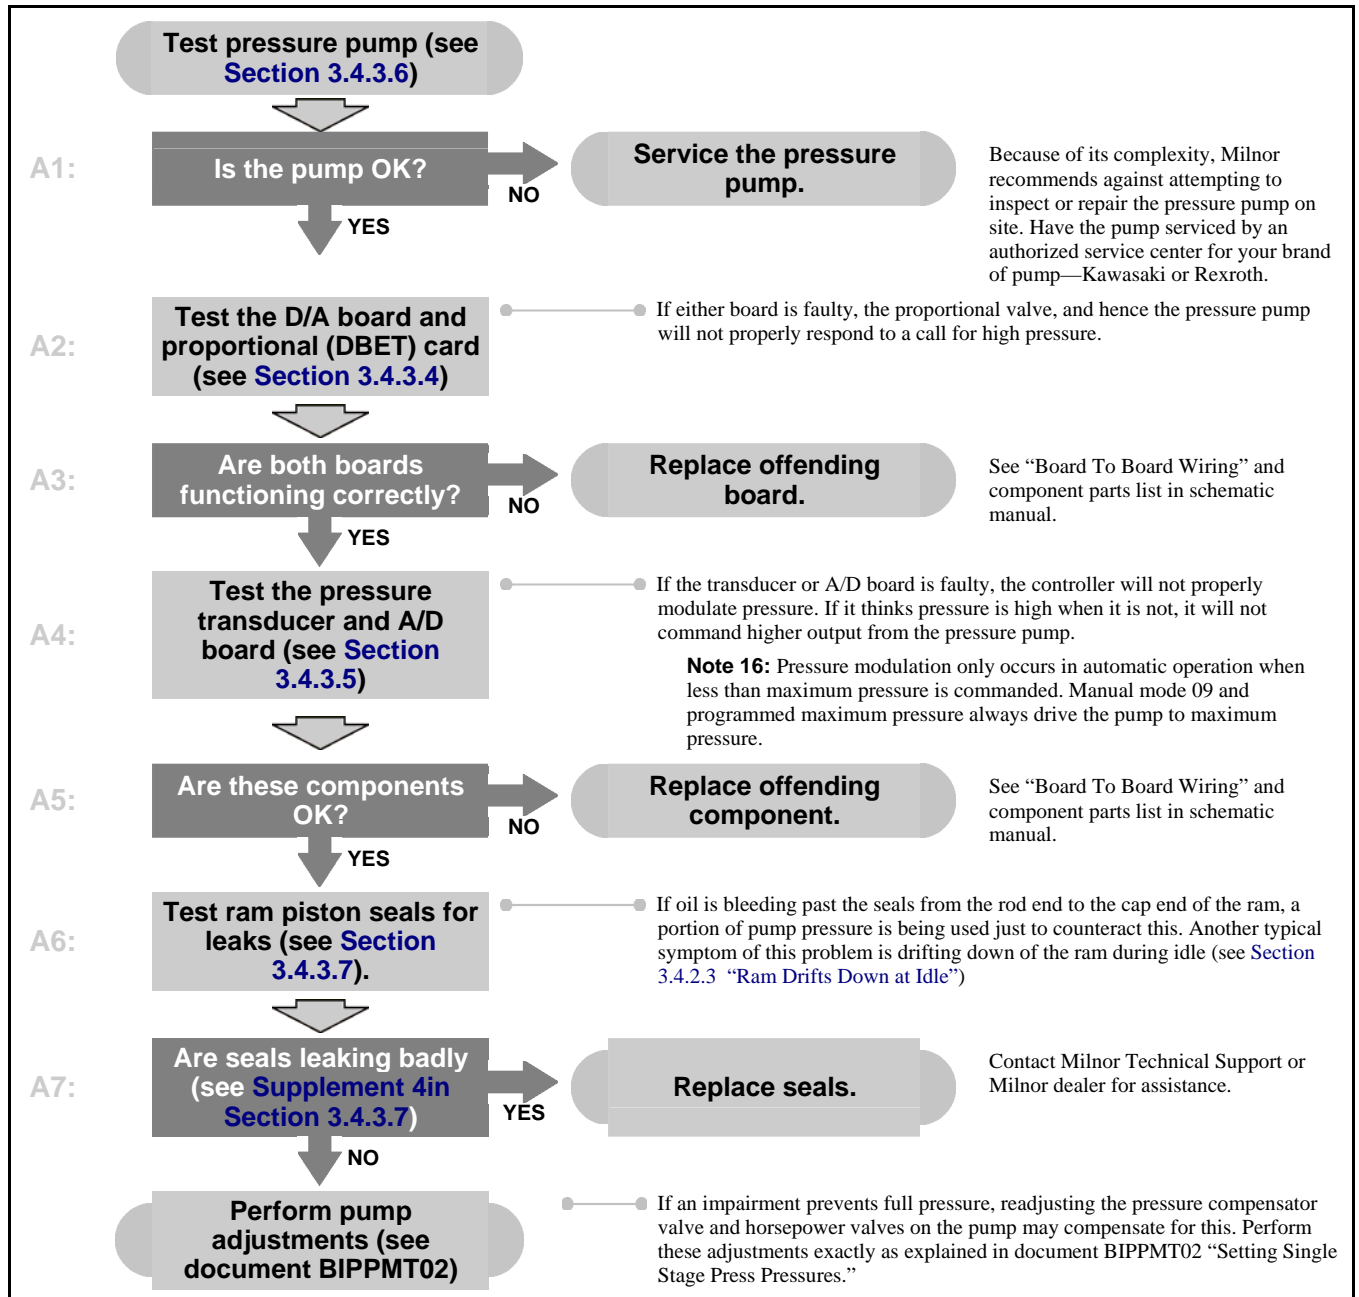 Test pressure pump (see
Section 3.4.3.6)
A1:
Is the pump OK?
NO
YES
Service the pressure
pump.
Because of its complexity, Milnor
recommends against attempting to
inspect or repair the pressure pump on
site. Have the pump serviced by an
authorized service center for your brand
of pump—Kawasaki or Rexroth.
A2:
Test the D/A board and
proportional (DBET) card
(see Section 3.4.3.4)
If either board is faulty, the proportional valve, and hence the pressure pump
will not properly respond to a call for high pressure.
A3:
Are both boards
functioning correctly?
NO
YES
Replace offending
board.
See “Board To Board Wiring” and
component parts list in schematic
manual.
A4:
Test the pressure
transducer and A/D
board (see Section
3.4.3.5)
If the transducer or A/D board is faulty, the controller will not properly
modulate pressure. If it thinks pressure is high when it is not, it will not
command higher output from the pressure pump.
Note 16: Pressure modulation only occurs in automatic operation when
less than maximum pressure is commanded. Manual mode 09 and
programmed maximum pressure always drive the pump to maximum
pressure.
A5:
Are these components
OK?
NO
YES
Replace offending
component.
See “Board To Board Wiring” and
component parts list in schematic
manual.
A6:
Test ram piston seals for
leaks (see Section
3.4.3.7).
If oil is bleeding past the seals from the rod end to the cap end of the ram, a
portion of pump pressure is being used just to counteract this. Another typical
symptom of this problem is drifting down of the ram during idle (see Section
3.4.2.3 “Ram Drifts Down at Idle”)
A7:
Are seals leaking badly
(see Supplement 4in
Section 3.4.3.7)
YES
NO
Replace seals.
Contact Milnor Technical Support or
Milnor dealer for assistance.
Perform pump
adjustments (see
document BIPPMT02)
If an impairment prevents full pressure, readjusting the pressure compensator
valve and horsepower valves on the pump may compensate for this. Perform
these adjustments exactly as explained in document BIPPMT02 “Setting Single
Stage Press Pressures.”